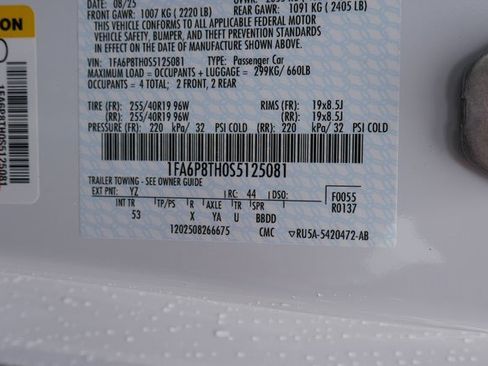 08/25
FRONT GAWR: 1007 KG ( 2220 LB) REAR GAWR: 1091 KG ( 2405 LB)
THIS VEHICLE CONFORMS TO ALL APPLICABLE FEDERAL MOTOR
VEHICLE SAFETY, BUMPER, AND THEFT PREVENTION STANDARDS
IN EFFECT ON THE DATE OF MANUFACTURE SHOWN ABOVE.
VIN: 1FA6P8TH0S5125081 TYPE: Passenger Car
MAXIMUM LOAD = OCCUPANTS + LUGGAGE = 299KG/ 660LB
OCCUPANTS = 4 TOTAL; 2 FRONT, 2 REAR
TIRE (FR): 255/40R19 96W RIMS (FR): 19x8.5J
(RR): 255/40R19 96W (RR): 19x8.5J
PRESSURE (FR): 220 kPa/ 32 PSI COLD (RR): 220 kPa/ 32 PSI COLD
1FA6P8TH0S5125081
TRAILER TOWING - SEE OWNER GUIDE
EXT PNT: YZ RC: 44 DSO: F0055
INT TR TP/PS R AXLE TR SPR R0137
53 X YA U BBDD
1202508266675 CMC RU5A-5420472-AB
1FA6P8TH0S5125081